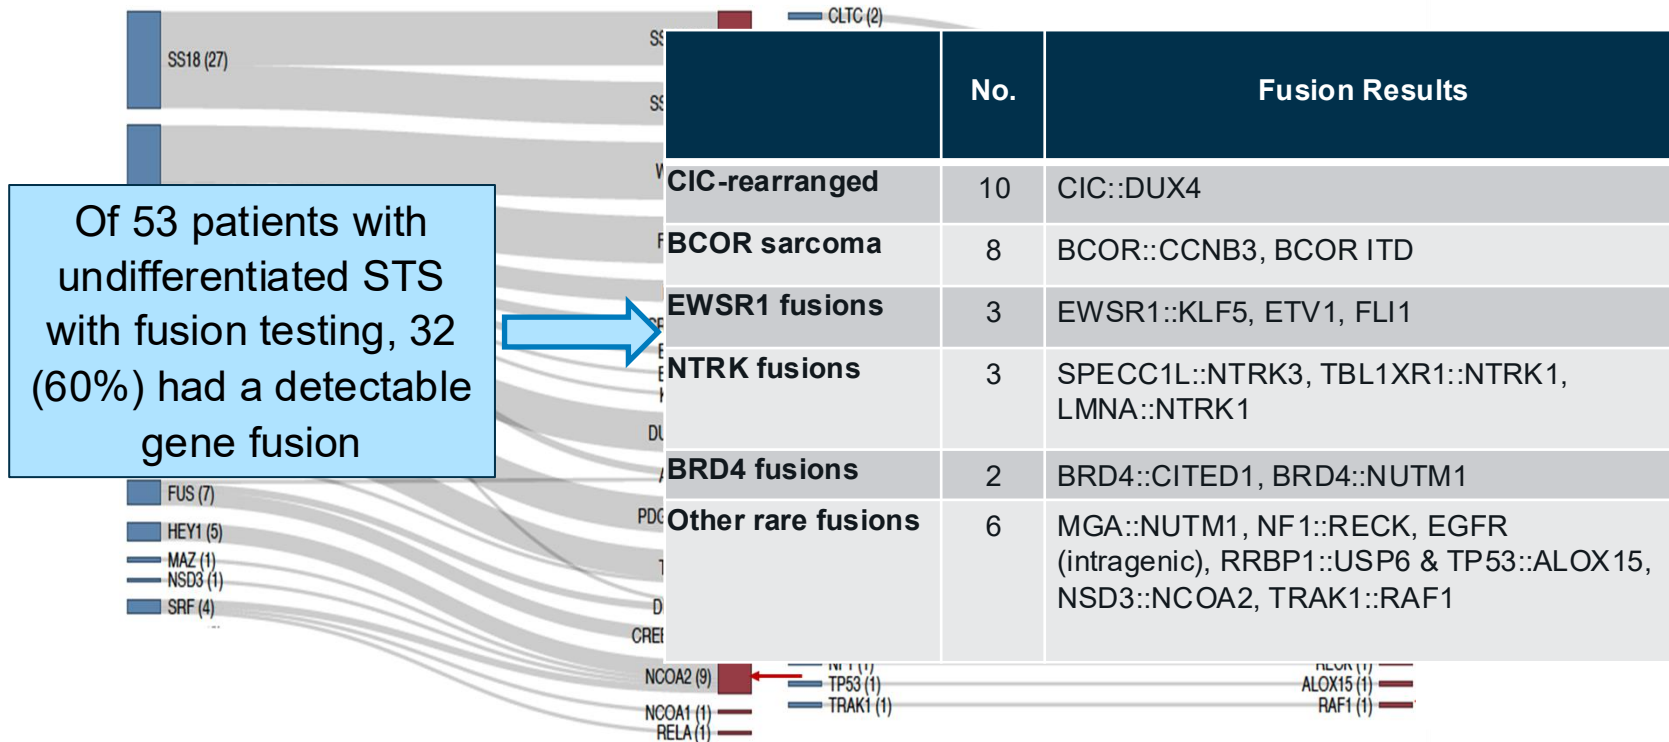 SS18 (27)
CLTC (2)
Of 53 patients with
undifferentiated STS
with fusion testing, 32
(60%) had a detectable
gene fusion
No.
Fusion Results
CIC-rearranged
10
CIC::DUX4
BCOR sarcoma
8
BCOR::CCNB3, BCOR ITD
EWSR1 fusions
3
EWSR1::KLF5, ETV1, FLI1
NTRK fusions
3
SPECC1L::NTRK3, TBL1XR1::NTRK1,
LMNA::NTRK1
BRD4 fusions
2
BRD4::CITED1, BRD4::NUTM1
Other rare fusions
6
MGA::NUTM1, NF1::RECK, EGFR
(intragenic), RRBP1::USP6 & TP53::ALOX15,
NSD3::NCOA2, TRAK1::RAF1
FUS (7)
HEY1 (5)
MAZ (1)
NSD3 (1)
SRF (4)
NCOA2 (9)
NCOA1 (1)
RELA (1)
TP53 (1)
TRAK1 (1)
ALOX15 (1)
RAF1 (1)